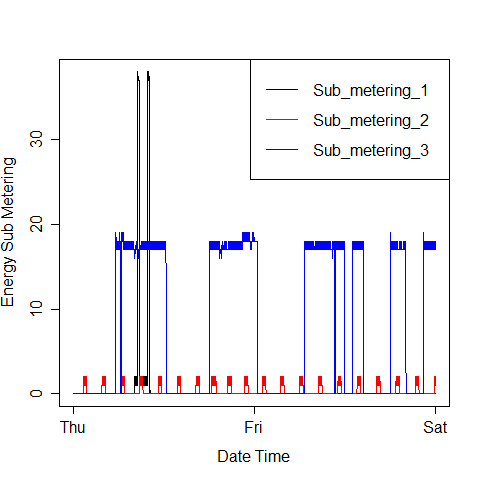 Sub_metering_1
Sub_metering_2
Sub_metering_3
Energy Sub Metering
30
20
10
0
Thu
Fri
Sat
Date Time